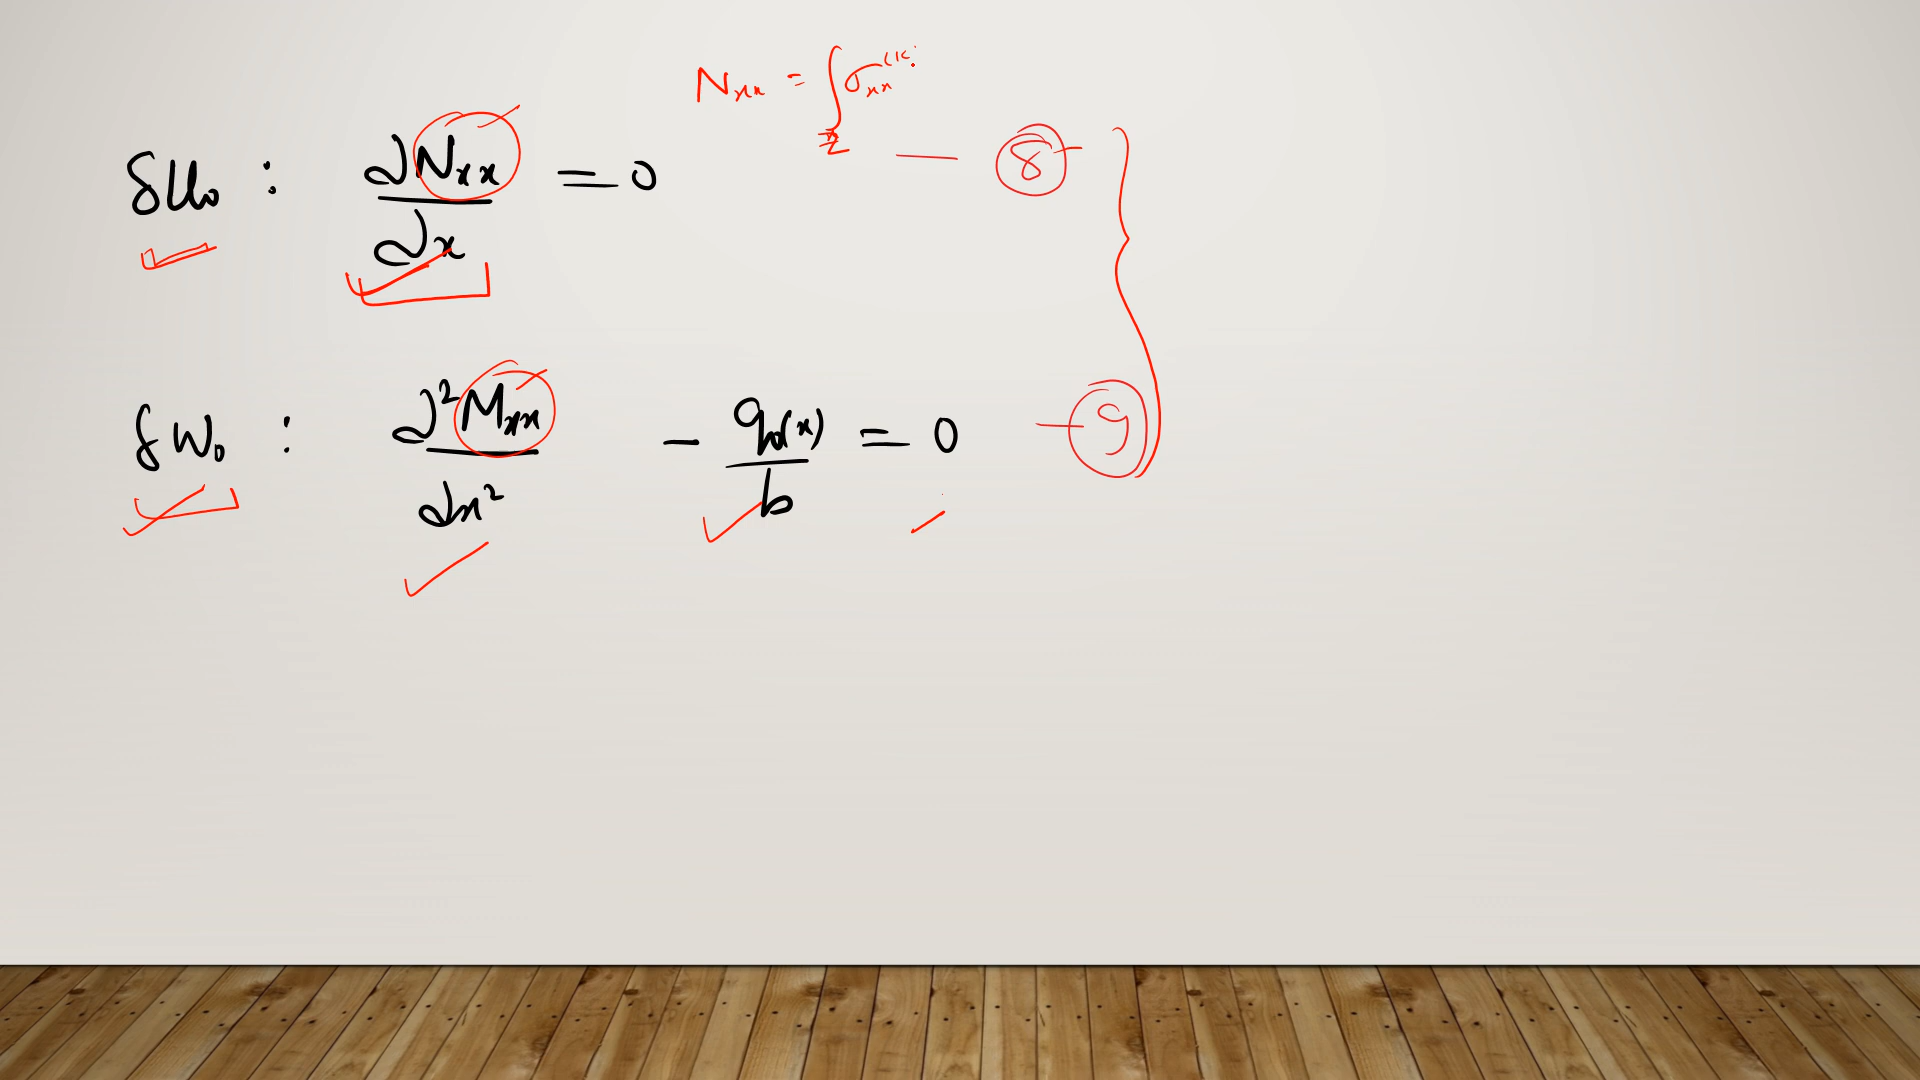 Nxx = ∫z σxx^(k)
δu₀ : ∂Nxx/∂x = 0 — 8
δw₀ : ∂²Mxx/∂x² − q₀(x)/b = 0 — 9